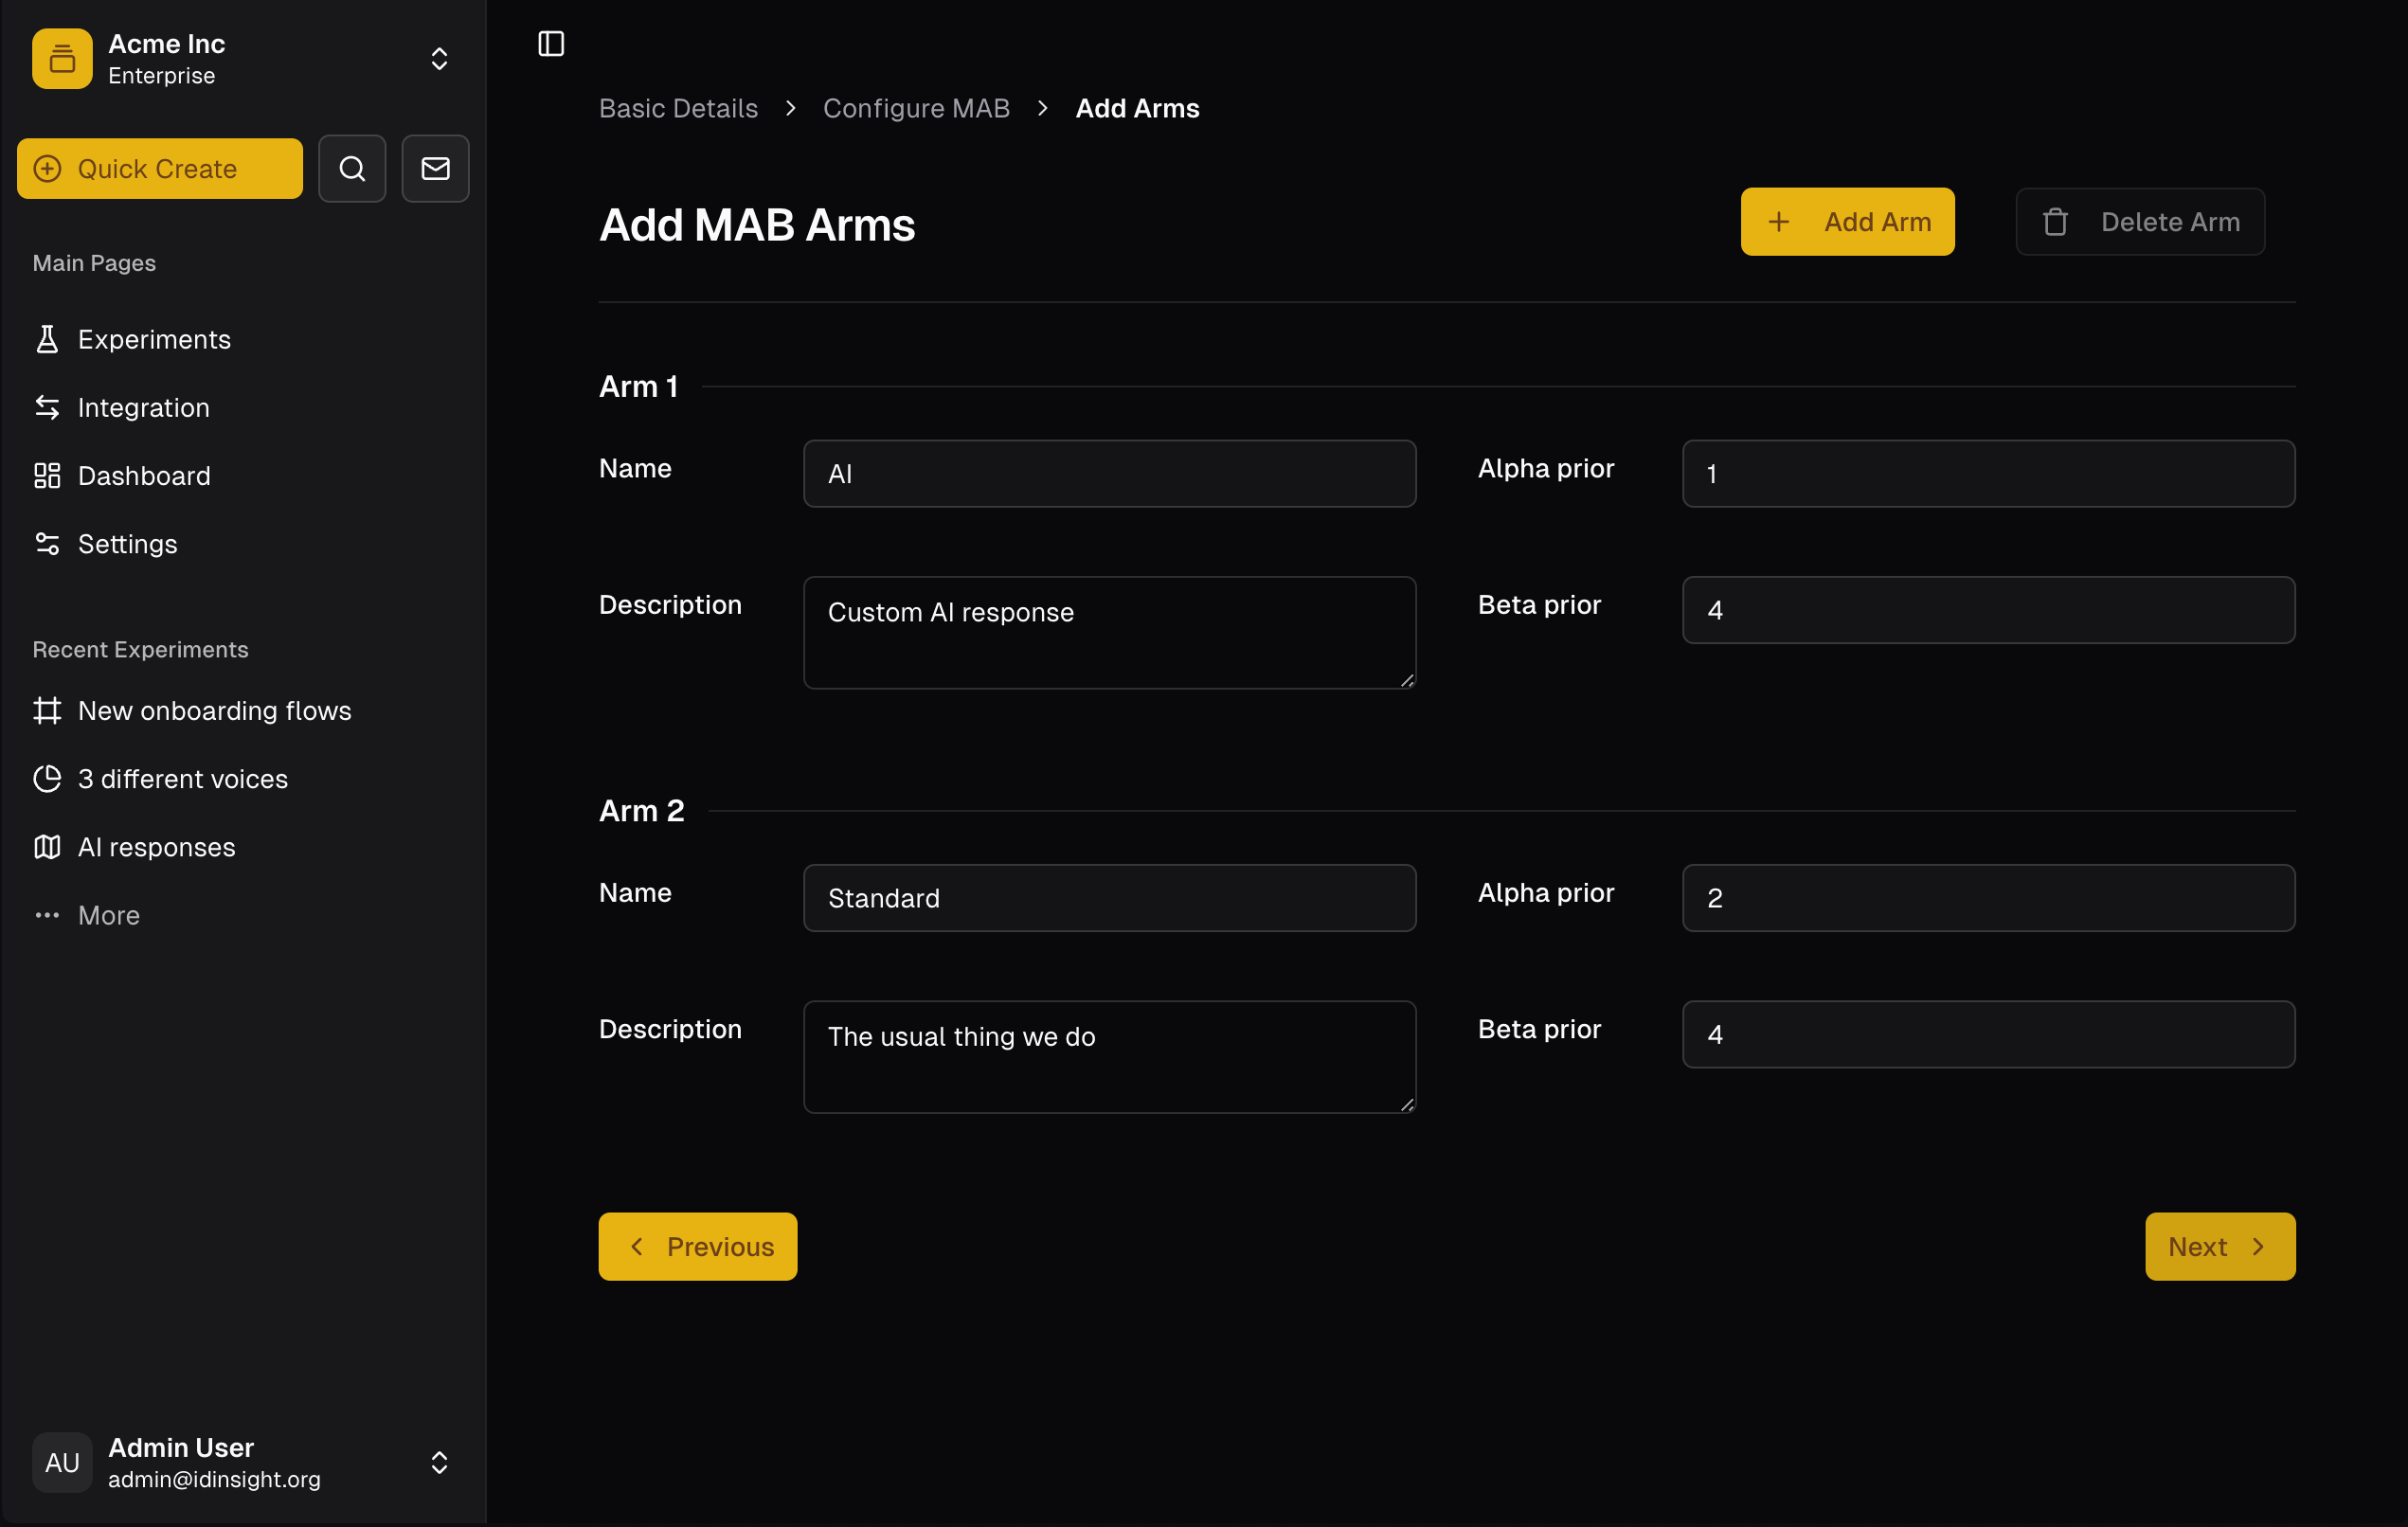 Acme Inc
Enterprise
Quick Create
Main Pages
Experiments
Integration
Dashboard
Settings
Recent Experiments
New onboarding flows
3 different voices
AI responses
More
AU
Admin User
admin@idinsight.org
Basic Details > Configure MAB > Add Arms
Add MAB Arms
Add Arm
Delete Arm
Arm 1
Name
AI
Alpha prior
1
Description
Custom AI response
Beta prior
4
Arm 2
Name
Standard
Alpha prior
2
Description
The usual thing we do
Beta prior
4
Previous
Next